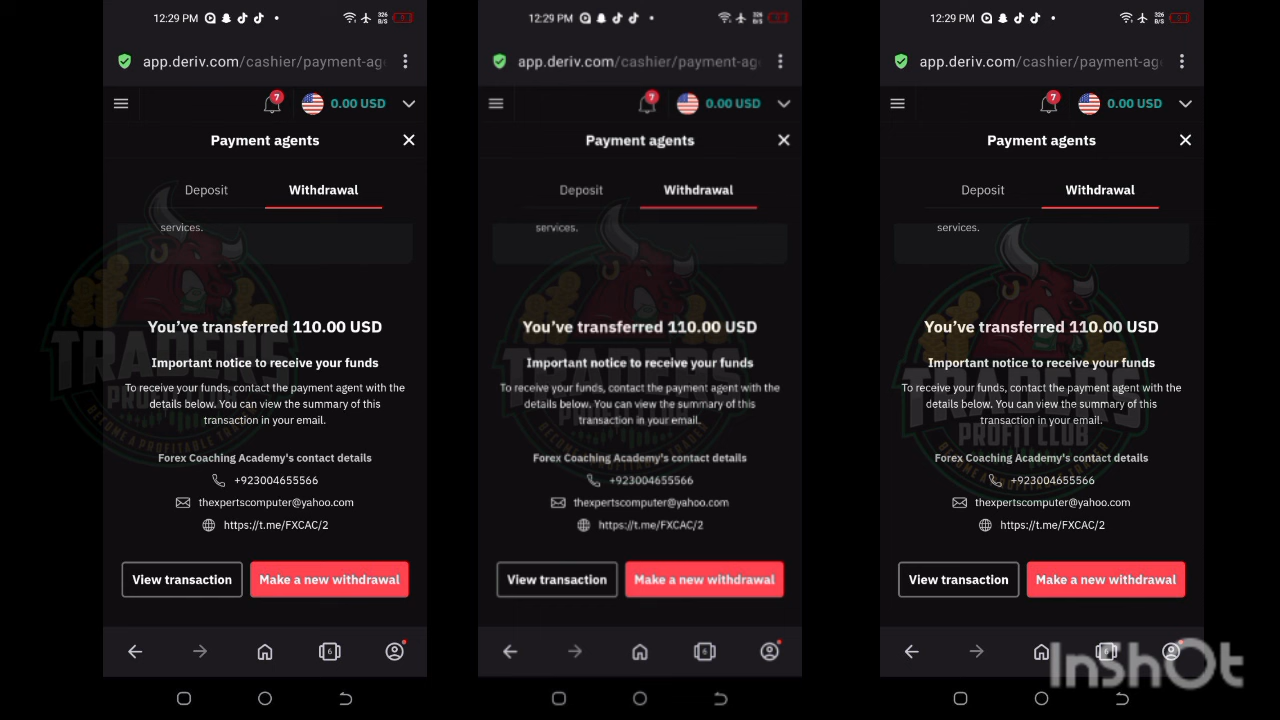 12:29 PM
326 B/S
app.deriv.com/cashier/payment-ag
7
0.00 USD
Payment agents
Deposit
Withdrawal
services.
You've transferred 110.00 USD
Important notice to receive your funds
To receive your funds, contact the payment agent with the
details below. You can view the summary of this
transaction in your email.
Forex Coaching Academy's contact details
+923004655566
thexpertscomputer@yahoo.com
https://t.me/FXCAC/2
View transaction
Make a new withdrawal
6
TRADERS
BECOME A PROFITABLE
12:29 PM
app.deriv.com/cashier/payment-ag
7
0.00 USD
Payment agents
Deposit
Withdrawal
services.
You've transferred 110.00 USD
Important notice to receive your funds
To receive your funds, contact the payment agent with the
details below. You can view the summary of this
transaction in your email.
Forex Coaching Academy's contact details
+923004655566
thexpertscomputer@yahoo.com
https://t.me/FXCAC/2
View transaction
Make a new withdrawal
6
TRADERS
12:29 PM
326 B/S
app.deriv.com/cashier/payment-ag
7
0.00 USD
Payment agents
Deposit
Withdrawal
services.
You've transferred 110.00 USD
Important notice to receive your funds
To receive your funds, contact the payment agent with the
details below. You can view the summary of this
transaction in your email.
Forex Coaching Academy's contact details
+923004655566
thexpertscomputer@yahoo.com
https://t.me/FXCAC/2
View transaction
Make a new withdrawal
TRADERS
PROFIT CLUB
InShOt